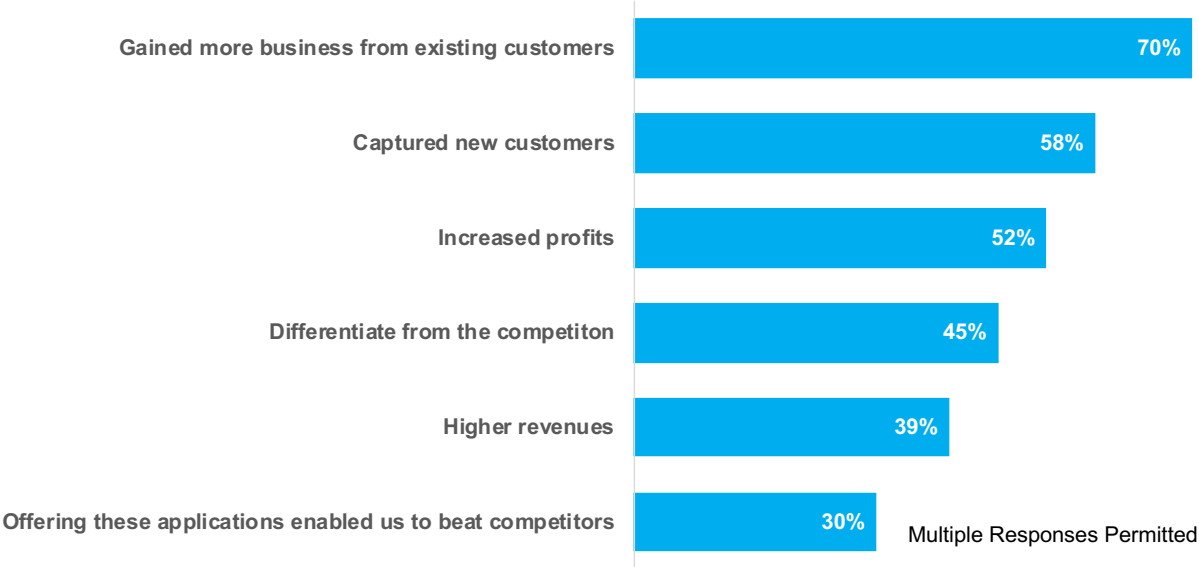 Gained more business from existing customers 70%
Captured new customers 58%
Increased profits 52%
Differentiate from the competiton 45%
Higher revenues 39%
Offering these applications enabled us to beat competitors 30%
Multiple Responses Permitted